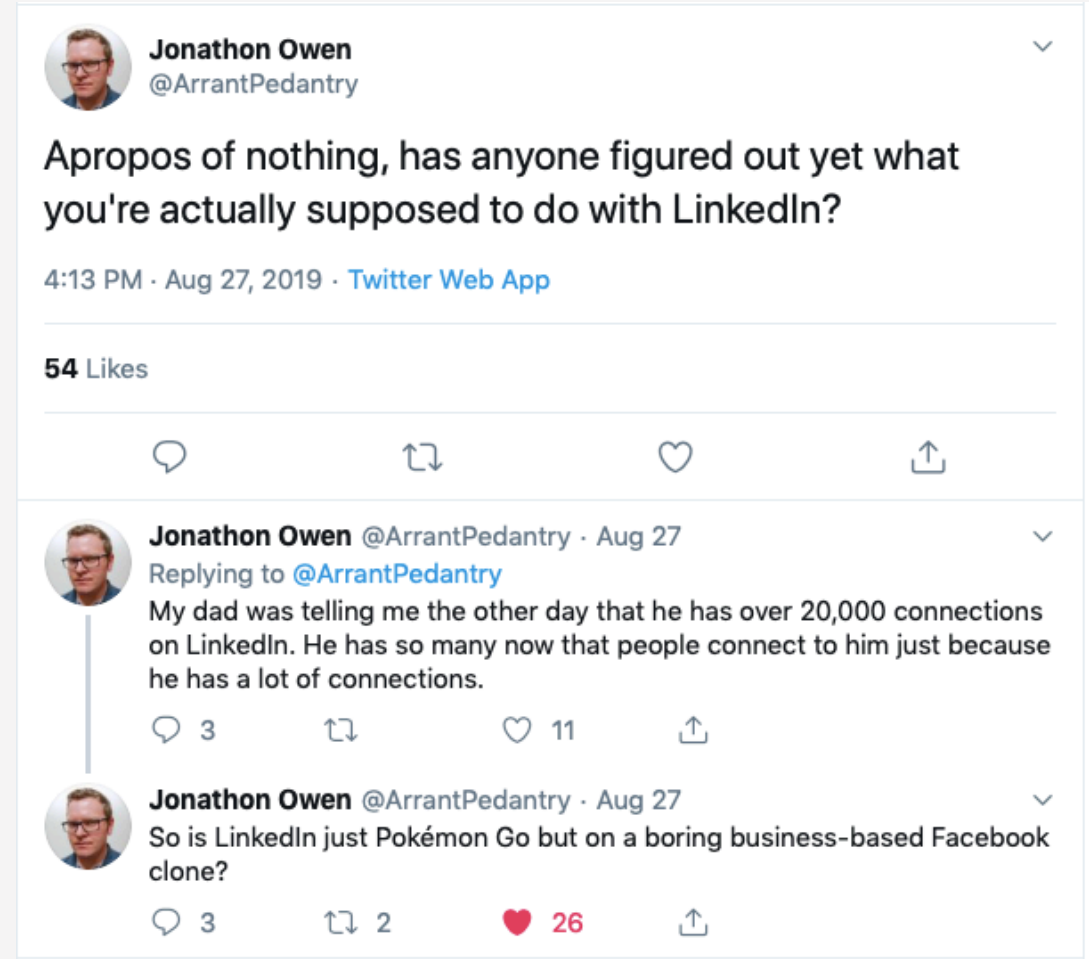 Jonathon Owen
@ArrantPedantry
Apropos of nothing, has anyone figured out yet what
you're actually supposed to do with LinkedIn?
4:13 PM · Aug 27, 2019 · Twitter Web App
54 Likes
Jonathon Owen @ArrantPedantry · Aug 27
Replying to @ArrantPedantry
My dad was telling me the other day that he has over 20,000 connections
on LinkedIn. He has so many now that people connect to him just because
he has a lot of connections.
3 11
Jonathon Owen @ArrantPedantry · Aug 27
So is LinkedIn just Pokémon Go but on a boring business-based Facebook
clone?
3 2 26